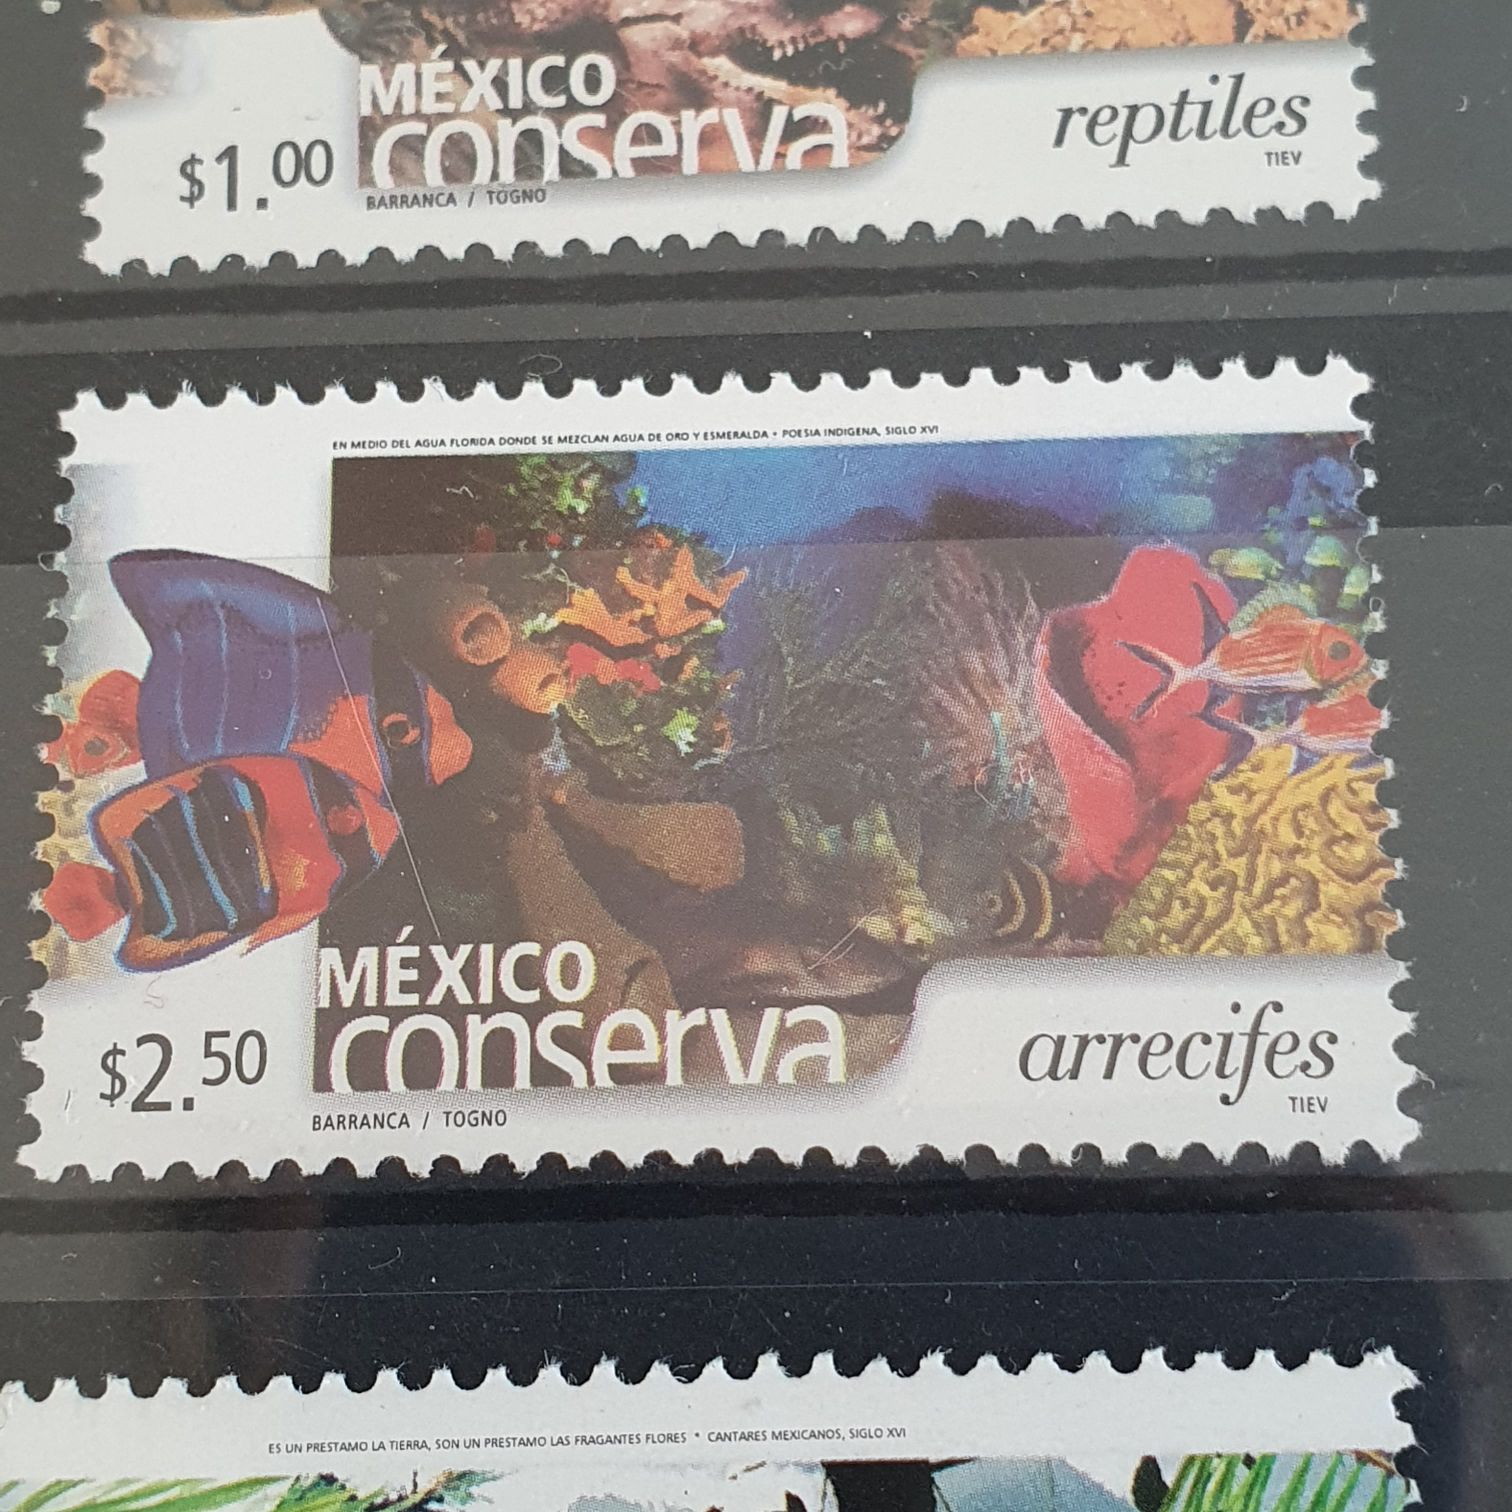 MÉXICO
conserva
reptiles
TIEV
$1.00
BARRANCA / TOGNO
EN MEDIO DEL AGUA FLORIDA DONDE SE MEZCLAN AGUA DE ORO Y ESMERALDA • POESIA INDIGENA, SIGLO XVI
MÉXICO
conserva
arrecifes
TIEV
$2.50
BARRANCA / TOGNO
ES UN PRESTAMO LA TIERRA, SON UN PRESTAMO LAS FRAGANTES FLORES • CANTARES MEXICANOS, SIGLO XVI